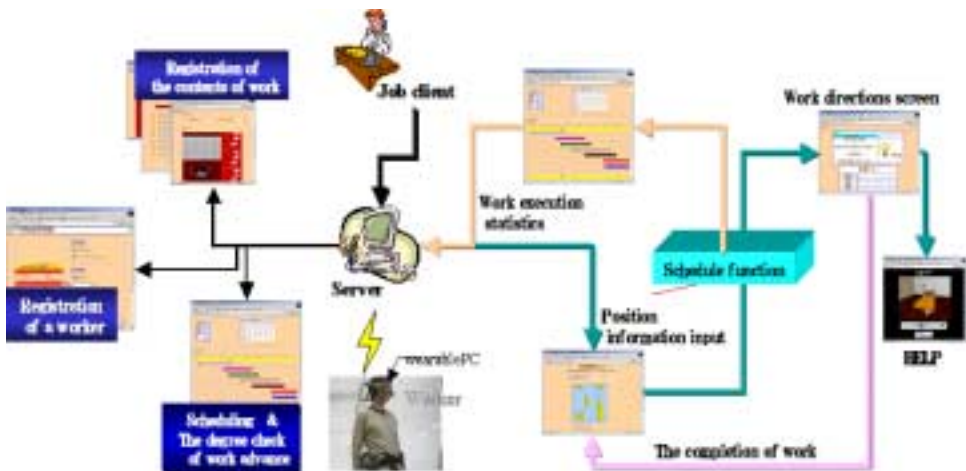 Registration of
the contents of work
Job client
Work directions screen
Work execution
statistics
Schedule function
Registretion
of a worker
Server
Position
information input
HELP
wearablePC
Worker
Scheduling &
The degree check
of work advance
The completion of work